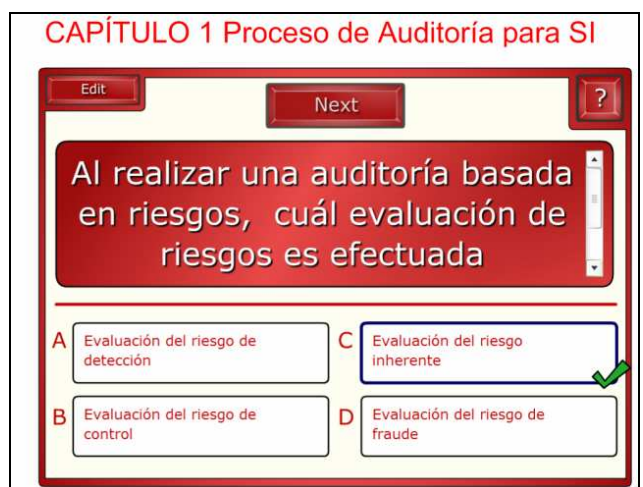 CAPÍTULO 1 Proceso de Auditoría para SI
Edit
Next
?
Al realizar una auditoría basada
en riesgos, cuál evaluación de
riesgos es efectuada
A
Evaluación del riesgo de
detección
C
Evaluación del riesgo
inherente
B
Evaluación del riesgo de
control
D
Evaluación del riesgo de
fraude